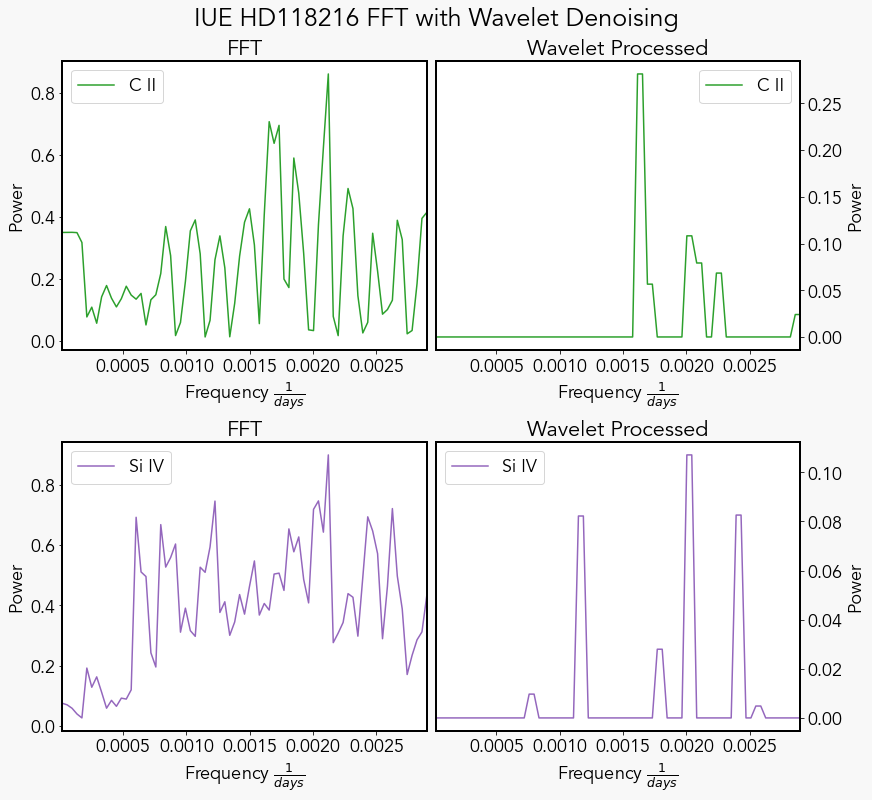 IUE HD118216 FFT with Wavelet Denoising
FFT
Wavelet Processed
C II
C II
0.8
0.6
0.4
0.2
0.0
Power
0.25
0.20
0.15
0.10
0.05
0.00
Power
0.0005 0.0010 0.0015 0.0020 0.0025
0.0005 0.0010 0.0015 0.0020 0.0025
Frequency 1/days
Frequency 1/days
FFT
Wavelet Processed
Si IV
Si IV
0.8
0.6
0.4
0.2
0.0
Power
0.10
0.08
0.06
0.04
0.02
0.00
Power
0.0005 0.0010 0.0015 0.0020 0.0025
0.0005 0.0010 0.0015 0.0020 0.0025
Frequency 1/days
Frequency 1/days